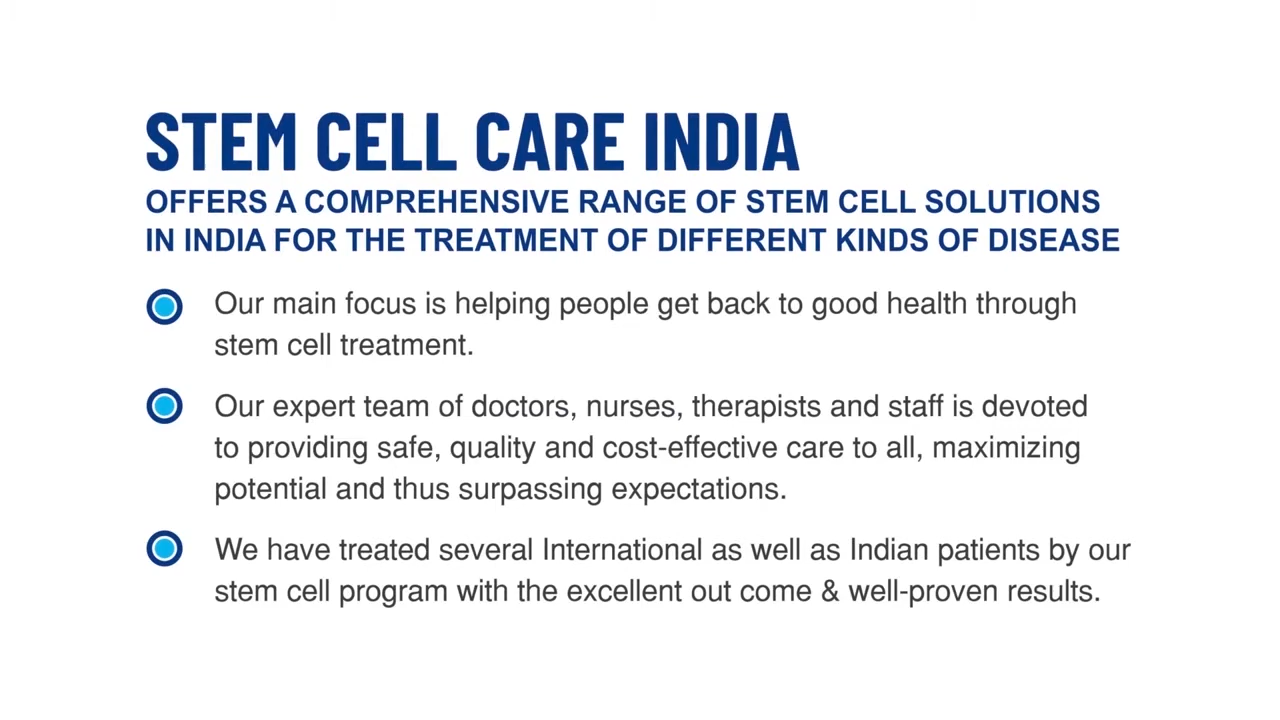 STEM CELL CARE INDIA
OFFERS A COMPREHENSIVE RANGE OF STEM CELL SOLUTIONS
IN INDIA FOR THE TREATMENT OF DIFFERENT KINDS OF DISEASE
Our main focus is helping people get back to good health through
stem cell treatment.
Our expert team of doctors, nurses, therapists and staff is devoted
to providing safe, quality and cost-effective care to all, maximizing
potential and thus surpassing expectations.
We have treated several International as well as Indian patients by our
stem cell program with the excellent out come & well-proven results.